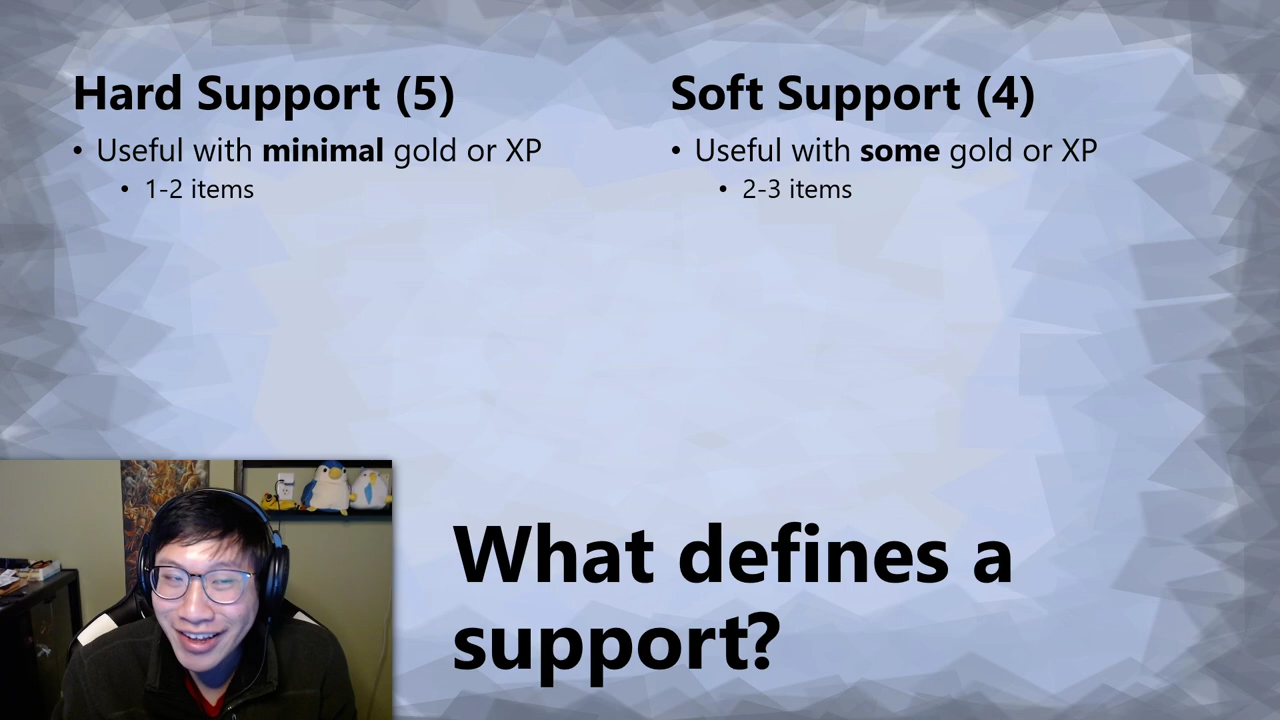 Hard Support (5)
• Useful with minimal gold or XP
• 1-2 items
Soft Support (4)
• Useful with some gold or XP
• 2-3 items
What defines a
support?